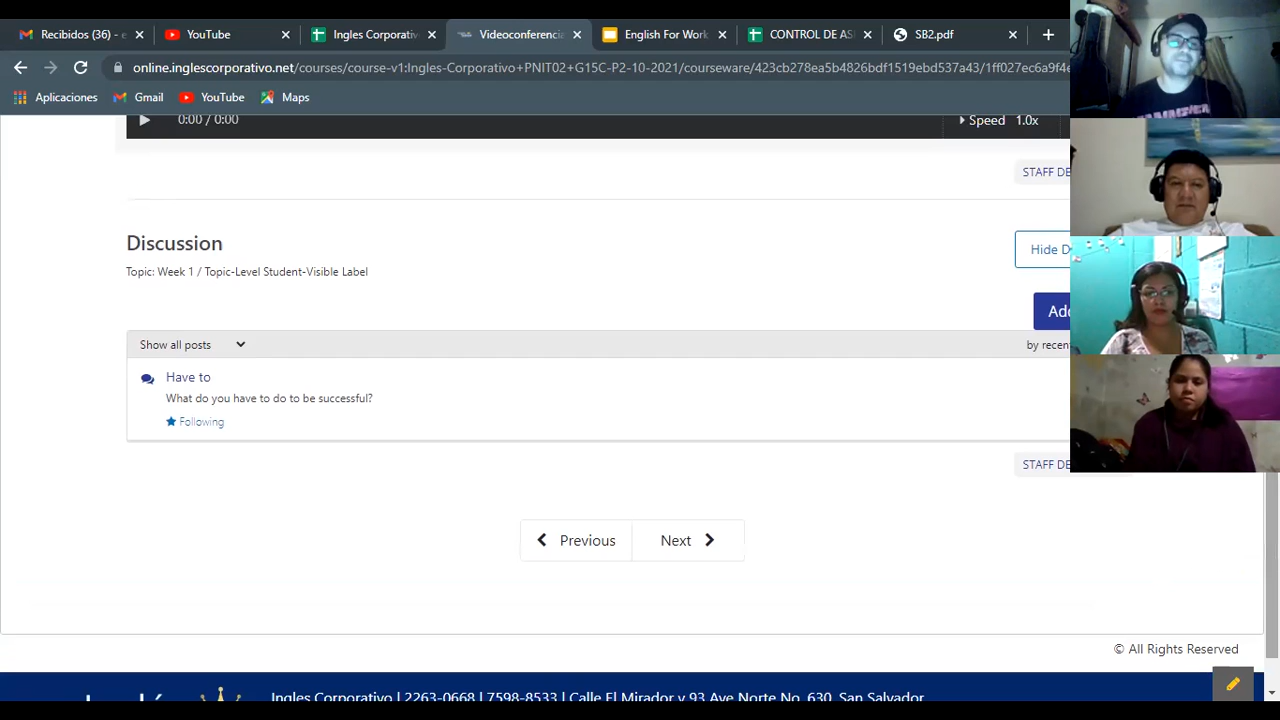 Recibidos (36) - e
YouTube
Ingles Corporativ
Videoconferencia
English For Work
CONTROL DE AS
SB2.pdf
online.inglescorporativo.net/courses/course-v1:Ingles-Corporativo+PNIT02+G15C-P2-10-2021/courseware/423cb278ea5b4826bdf1519ebd537a43/1ff027ec6a9f4e
Aplicaciones
Gmail
YouTube
Maps
0:00 / 0:00
Speed 1.0x
STAFF DE
Discussion
Hide D
Topic: Week 1 / Topic-Level Student-Visible Label
Add
Show all posts
by recen
Have to
What do you have to do to be successful?
Following
STAFF DE
Previous
Next
© All Rights Reserved
Ingles Corporativo | 2263-0668 | 7598-8533 | Calle El Mirador y 93 Ave Norte No. 630, San Salvador